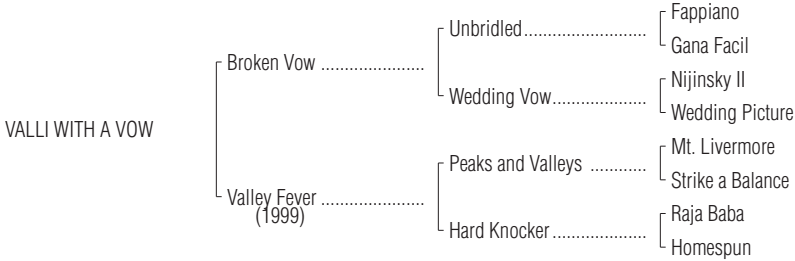 Fappiano
Unbridled..........................
Gana Facil
Broken Vow ......................
Nijinsky II
Wedding Vow....................
Wedding Picture
VALLI WITH A VOW
Mt. Livermore
Peaks and Valleys ............
Strike a Balance
Valley Fever ......................
(1999)
Raja Baba
Hard Knocker....................
Homespun